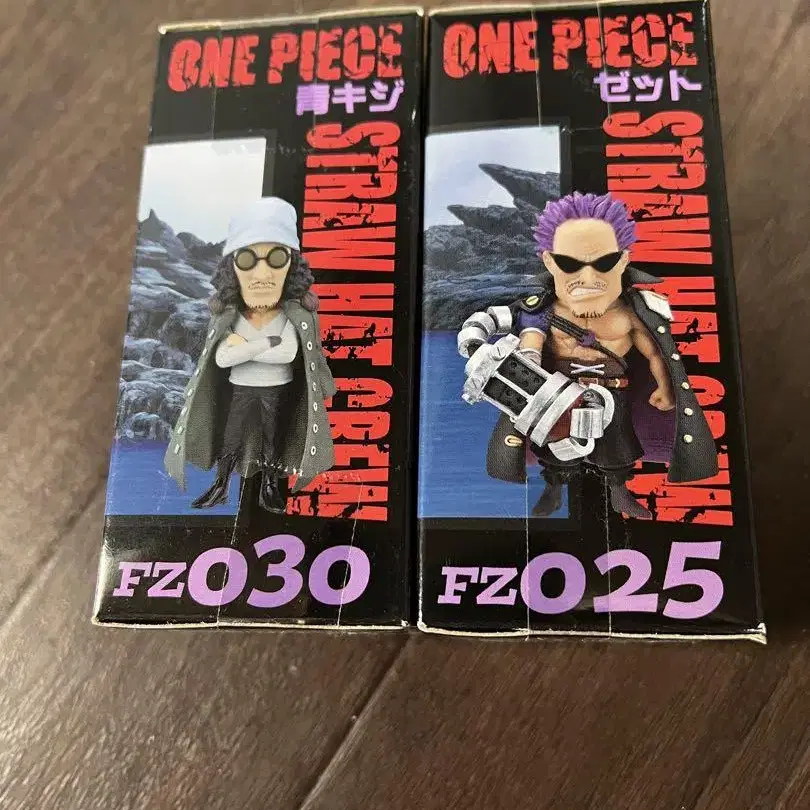 ONE PIECE
青キジ
STRAW HAT CREW
FZ030
ONE PIECE
ゼット
STRAW HAT CREW
FZ025